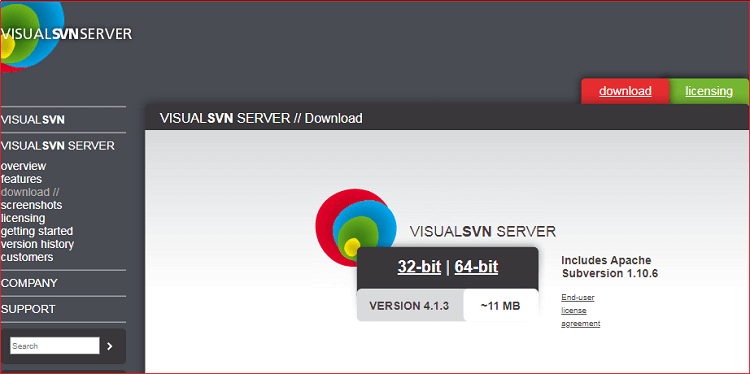 VISUALSVN SERVER
download
licensing
VISUALSVN
VISUALSVN SERVER
overview
features
download //
screenshots
licensing
getting started
version history
customers
COMPANY
SUPPORT
Search
VISUALSVN SERVER // Download
VISUALSVN SERVER
32-bit | 64-bit
VERSION 4.1.3
~11 MB
Includes Apache
Subversion 1.10.6
End-user
license
agreement